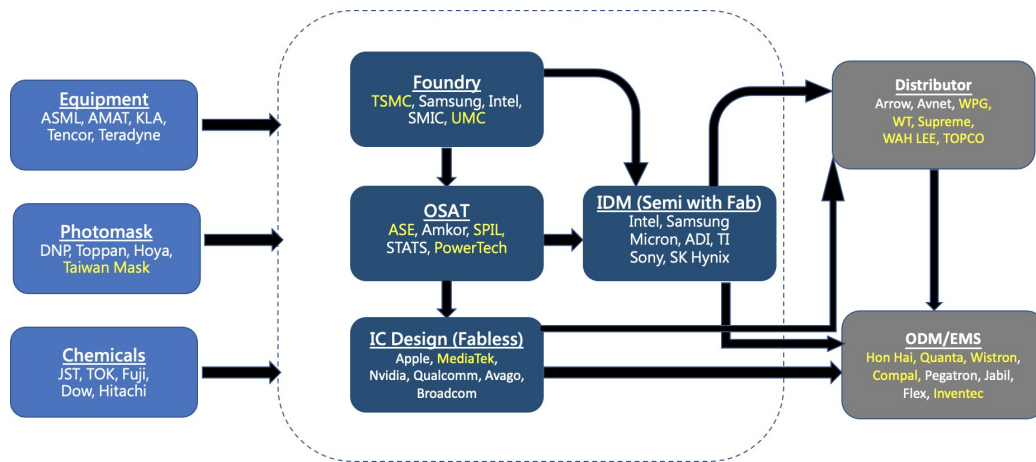 Equipment
ASML, AMAT, KLA,
Tencor, Teradyne
Photomask
DNP, Toppan, Hoya,
Taiwan Mask
Chemicals
JST, TOK, Fuji,
Dow, Hitachi
Foundry
TSMC, Samsung, Intel,
SMIC, UMC
OSAT
ASE, Amkor, SPIL,
STATS, PowerTech
IC Design (Fabless)
Apple, MediaTek,
Nvidia, Qualcomm, Avago,
Broadcom
IDM (Semi with Fab)
Intel, Samsung
Micron, ADI, TI
Sony, SK Hynix
Distributor
Arrow, Avnet, WPG,
WT, Supreme,
WAH LEE, TOPCO
ODM/EMS
Hon Hai, Quanta, Wistron,
Compal, Pegatron, Jabil,
Flex, Inventec